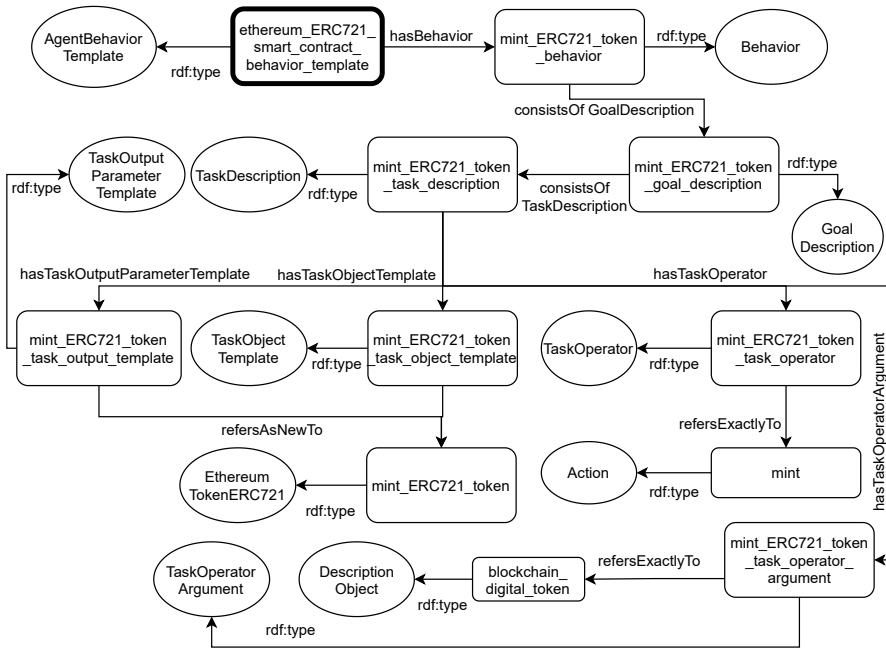 AgentBehavior
Template
rdf:type
ethereum_ERC721_
smart_contract_
behavior_template
hasBehavior
mint_ERC721_token
_behavior
rdf:type
Behavior
consistsOf GoalDescription
TaskOutput
Parameter
Template
rdf:type
TaskDescription
rdf:type
mint_ERC721_token
_task_description
consistsOf
TaskDescription
mint_ERC721_token
_goal_description
rdf:type
Goal
Description
hasTaskOutputParameterTemplate
hasTaskObjectTemplate
hasTaskOperator
mint_ERC721_token
_task_output_template
TaskObject
Template
rdf:type
mint_ERC721_token
_task_object_template
TaskOperator
rdf:type
mint_ERC721_token
_task_operator
hasTaskOperatorArgument
refersAsNewTo
refersExactlyTo
Ethereum
TokenERC721
rdf:type
mint_ERC721_token
Action
rdf:type
mint
TaskOperator
Argument
Description
Object
rdf:type
blockchain_
digital_token
refersExactlyTo
mint_ERC721_token
_task_operator_
argument
rdf:type